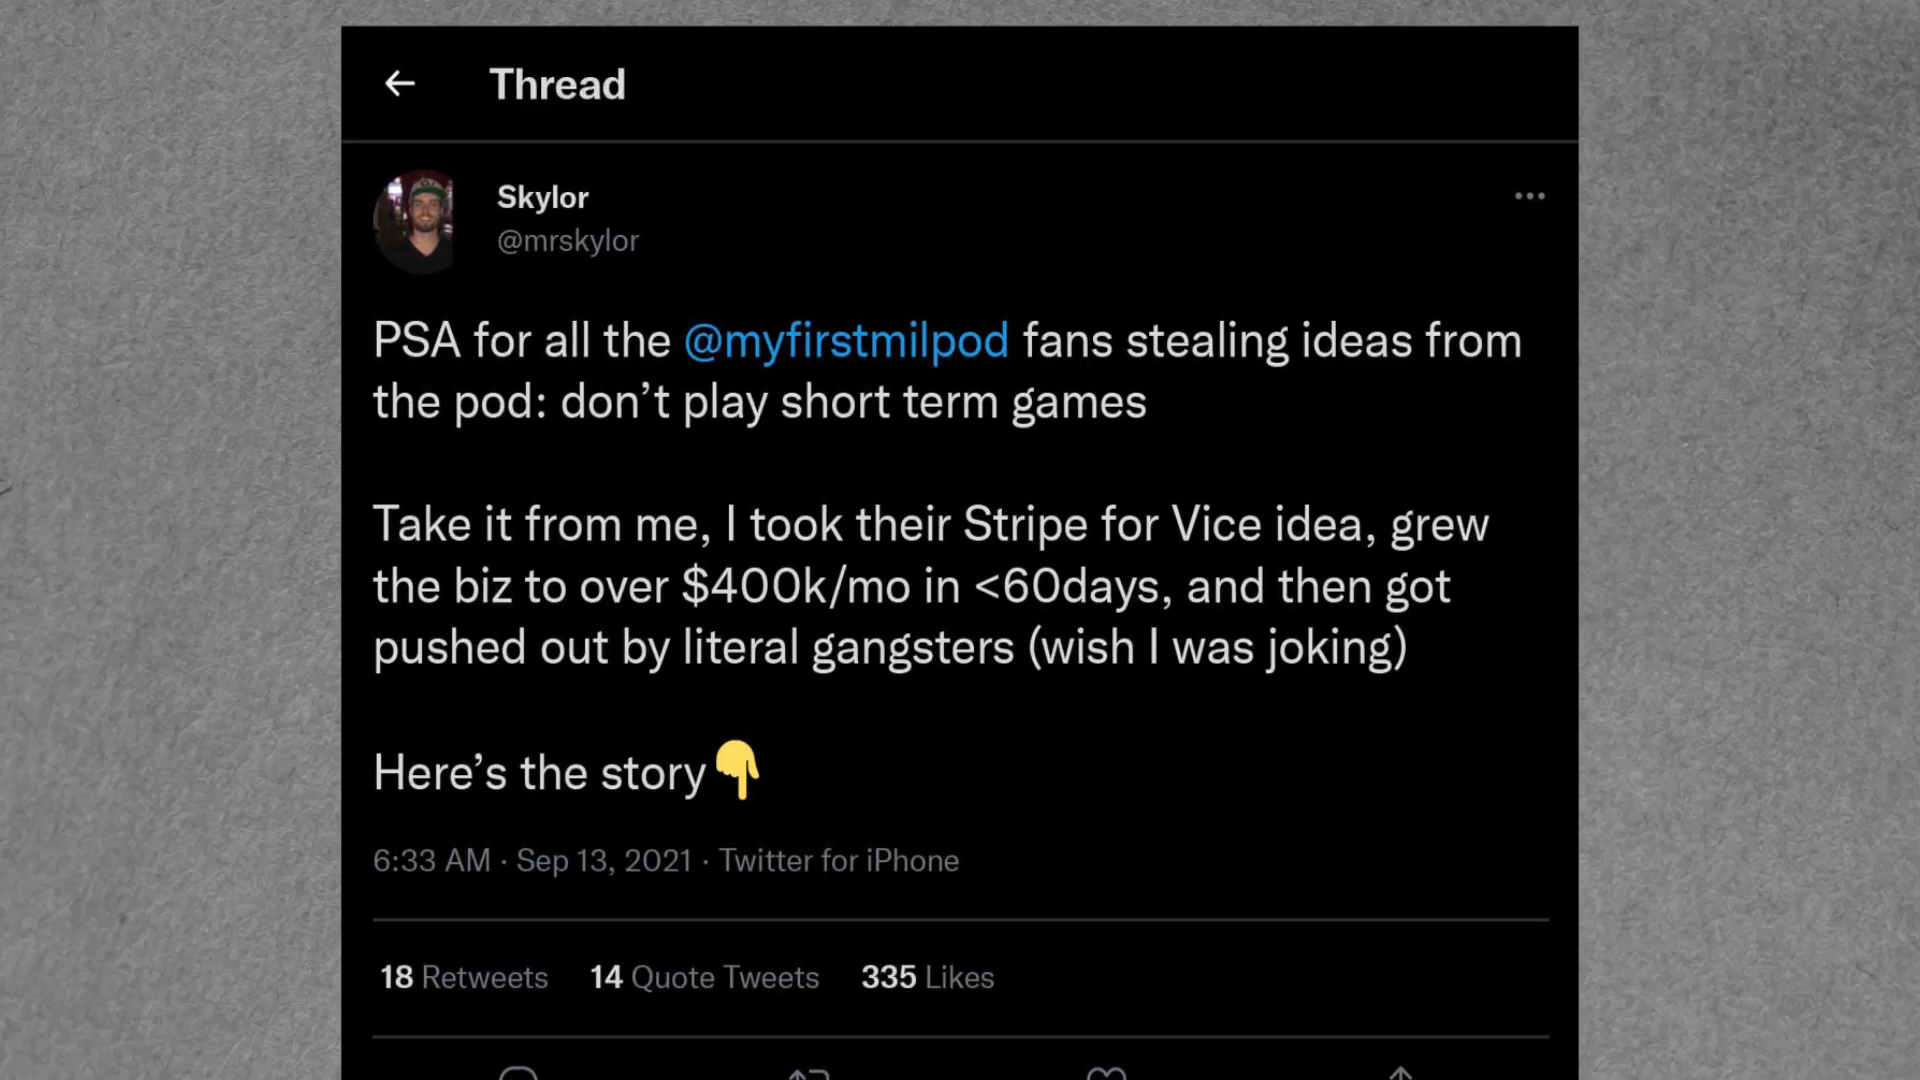 Thread
Skylor
@mrskylor
PSA for all the @myfirstmilpod fans stealing ideas from
the pod: don’t play short term games
Take it from me, I took their Stripe for Vice idea, grew
the biz to over $400k/mo in <60days, and then got
pushed out by literal gangsters (wish I was joking)
Here’s the story👇
6:33 AM · Sep 13, 2021 · Twitter for iPhone
18 Retweets 14 Quote Tweets 335 Likes